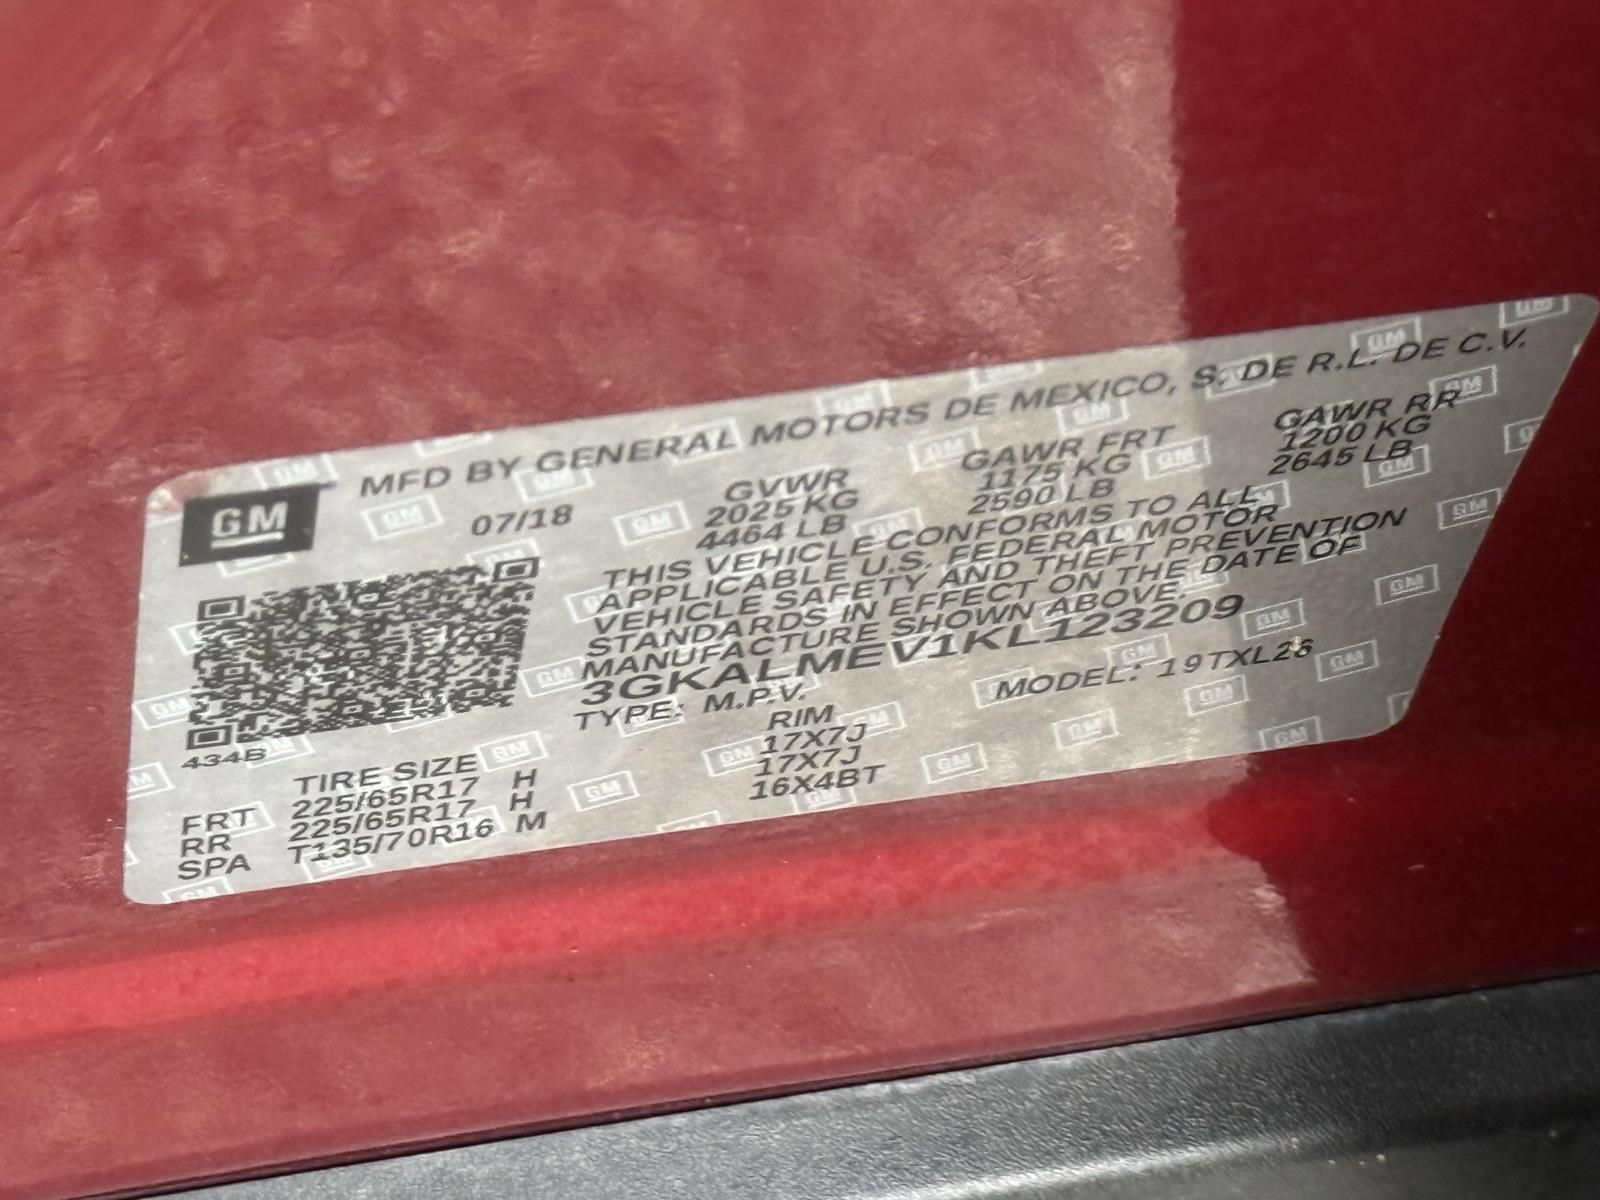 MFD BY GENERAL MOTORS DE MEXICO, S. DE R.L. DE C.V.
GM
07/18
GVWR GAWR FRT GAWR RR
2025 KG 1175 KG 1200 KG
4464 LB 2590 LB 2645 LB
THIS VEHICLE CONFORMS TO ALL
APPLICABLE U.S. FEDERAL MOTOR
VEHICLE SAFETY AND THEFT PREVENTION
STANDARDS IN EFFECT ON THE DATE OF
MANUFACTURE SHOWN ABOVE.
3GKALMEV1KL123209
TYPE: M.P.V. MODEL: 19TXL26
434B
TIRE SIZE RIM
FRT 225/65R17 H 17X7J
RR 225/65R17 H 17X7J
SPA T135/70R16 M 16X4BT